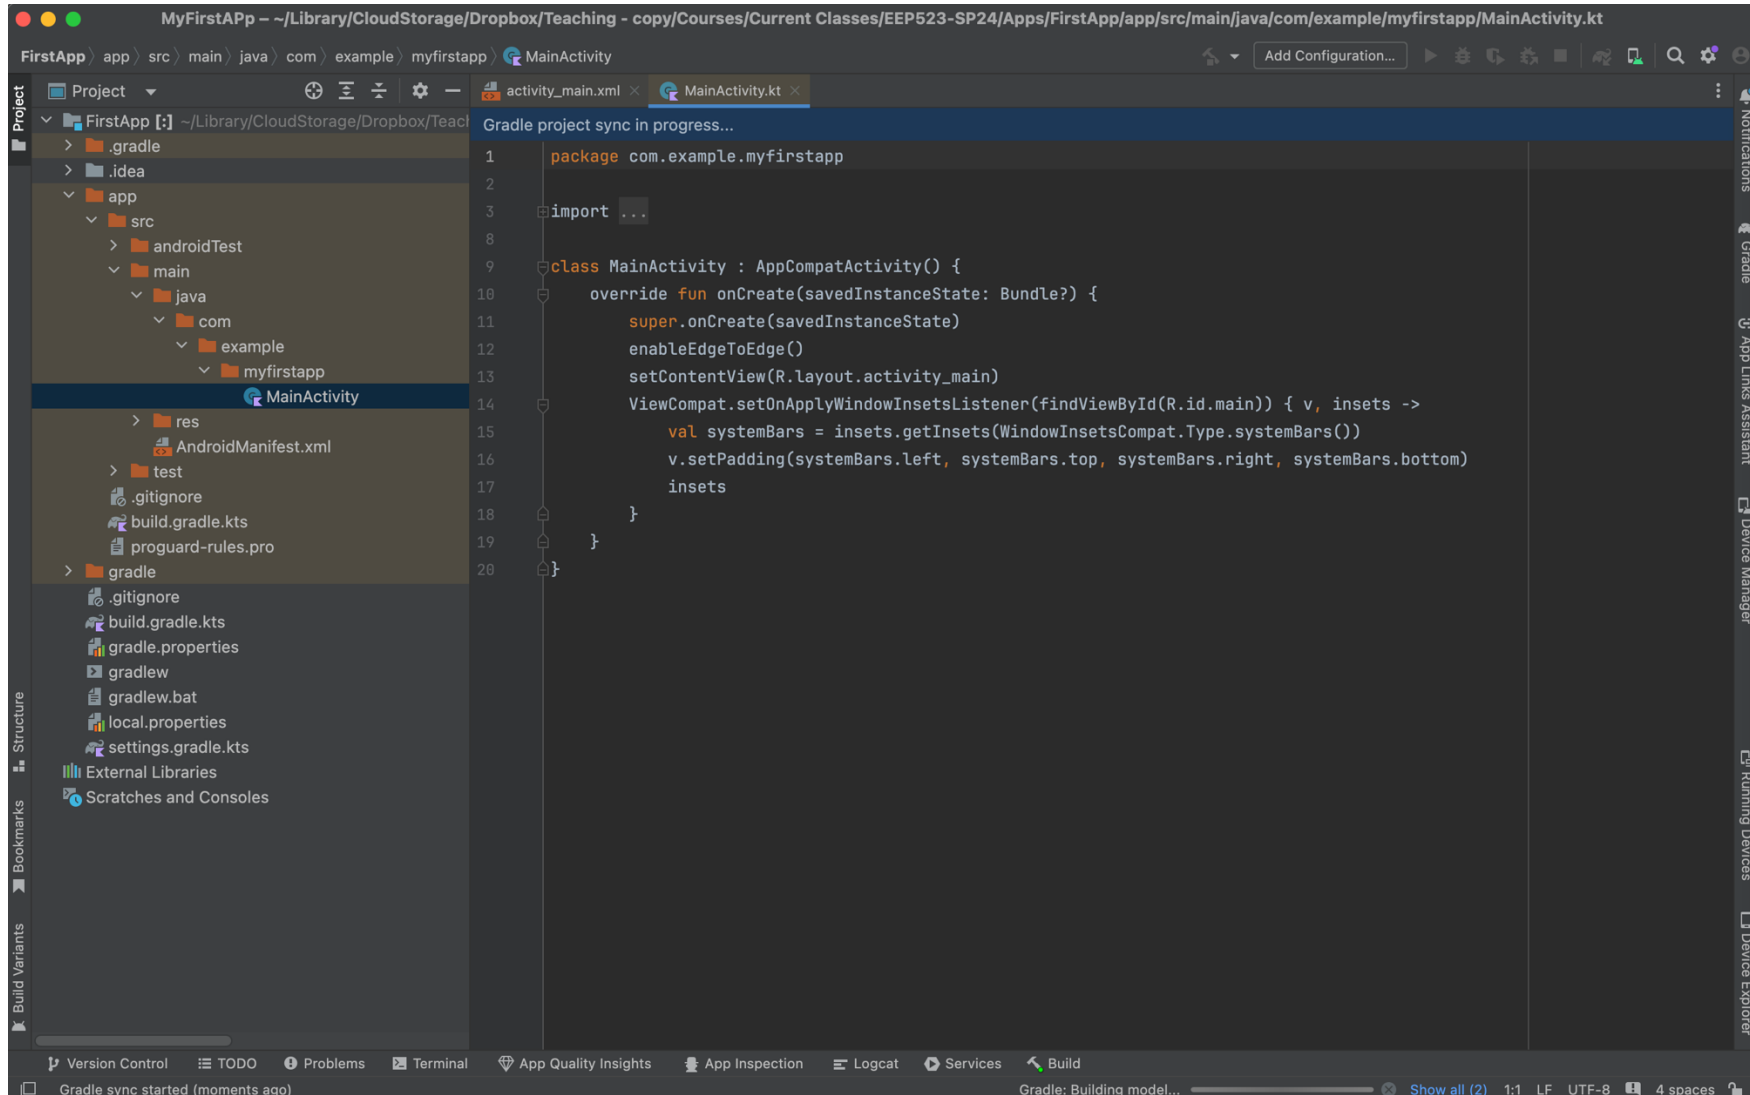 MyFirstAPp – ~/Library/CloudStorage/Dropbox/Teaching - copy/Courses/Current Classes/EEP523-SP24/Apps/FirstApp/app/src/main/java/com/example/myfirstapp/MainActivity.kt
FirstApp app src main java com example myfirstapp MainActivity
Add Configuration...
Project
Project
activity_main.xml
MainActivity.kt
FirstApp [:] ~/Library/CloudStorage/Dropbox/Teach
.gradle
.idea
app
src
androidTest
main
java
com
example
myfirstapp
MainActivity
res
AndroidManifest.xml
test
.gitignore
build.gradle.kts
proguard-rules.pro
gradle
.gitignore
build.gradle.kts
gradle.properties
gradlew
gradlew.bat
local.properties
settings.gradle.kts
External Libraries
Scratches and Consoles
Structure
Bookmarks
Build Variants
Gradle project sync in progress...
1 package com.example.myfirstapp
2
3 import ...
8
9 class MainActivity : AppCompatActivity() {
10 override fun onCreate(savedInstanceState: Bundle?) {
11 super.onCreate(savedInstanceState)
12 enableEdgeToEdge()
13 setContentView(R.layout.activity_main)
14 ViewCompat.setOnApplyWindowInsetsListener(findViewById(R.id.main)) { v, insets ->
15 val systemBars = insets.getInsets(WindowInsetsCompat.Type.systemBars())
16 v.setPadding(systemBars.left, systemBars.top, systemBars.right, systemBars.bottom)
17 insets
18 }
19 }
20 }
Notifications
Gradle
App Links Assistant
Device Manager
Running Devices
Device Explorer
Version Control TODO Problems Terminal App Quality Insights App Inspection Logcat Services Build
Gradle sync started (moments ago) Gradle: Building model... Show all (2) 1:1 LF UTF-8 4 spaces